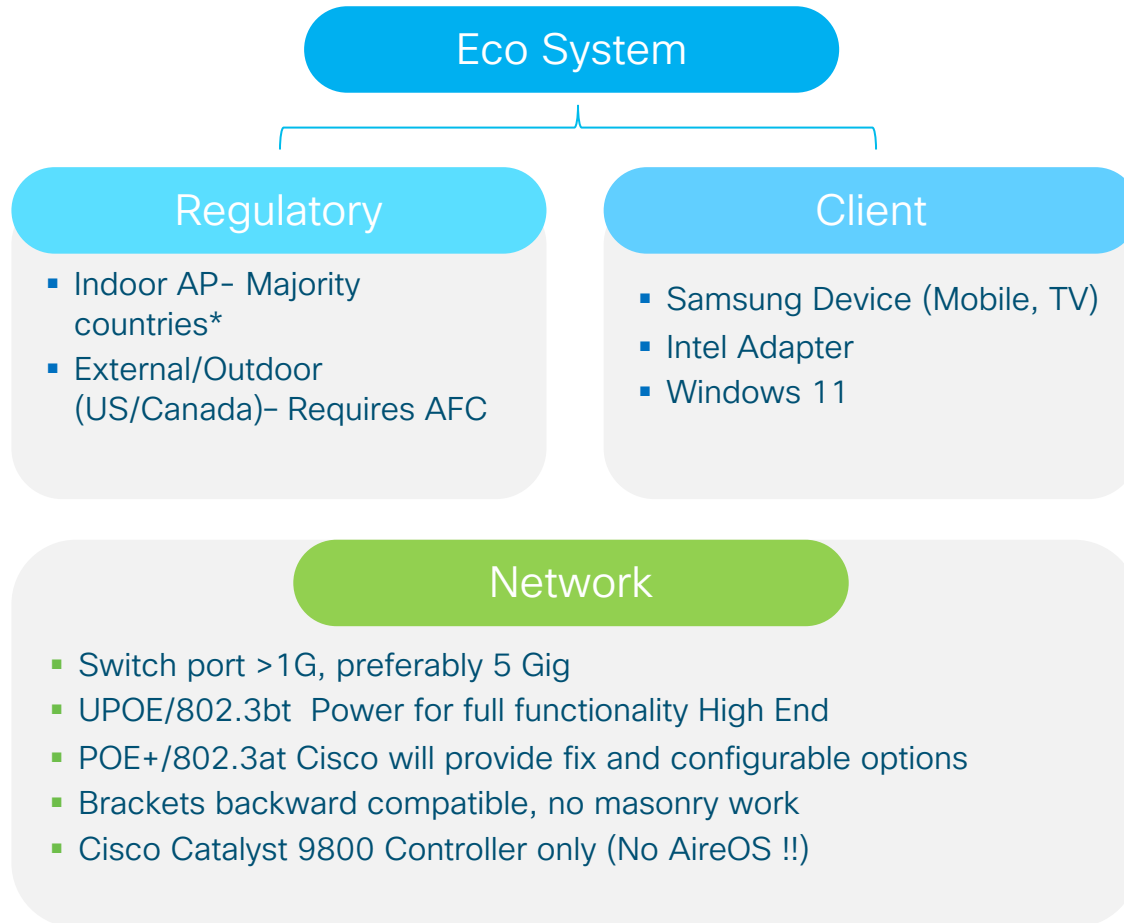 Eco System
Regulatory
Indoor AP- Majority
countries*
External/Outdoor
(US/Canada)- Requires AFC
Client
Samsung Device (Mobile, TV)
Intel Adapter
Windows 11
Network
Switch port >1G, preferably 5 Gig
UPOE/802.3bt  Power for full functionality High End
POE+/802.3at Cisco will provide fix and configurable options
Brackets backward compatible, no masonry work
Cisco Catalyst 9800 Controller only (No AireOS !!)